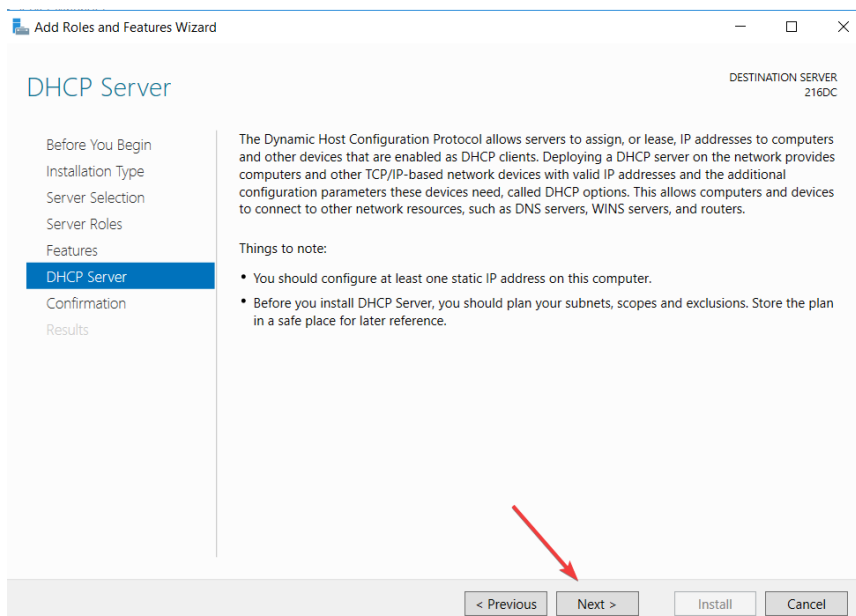 Add Roles and Features Wizard
DHCP Server
DESTINATION SERVER
216DC
Before You Begin
Installation Type
Server Selection
Server Roles
Features
DHCP Server
Confirmation
Results
The Dynamic Host Configuration Protocol allows servers to assign, or lease, IP addresses to computers
and other devices that are enabled as DHCP clients. Deploying a DHCP server on the network provides
computers and other TCP/IP-based network devices with valid IP addresses and the additional
configuration parameters these devices need, called DHCP options. This allows computers and devices
to connect to other network resources, such as DNS servers, WINS servers, and routers.
Things to note:
• You should configure at least one static IP address on this computer.
• Before you install DHCP Server, you should plan your subnets, scopes and exclusions. Store the plan
in a safe place for later reference.
< Previous
Next >
Install
Cancel